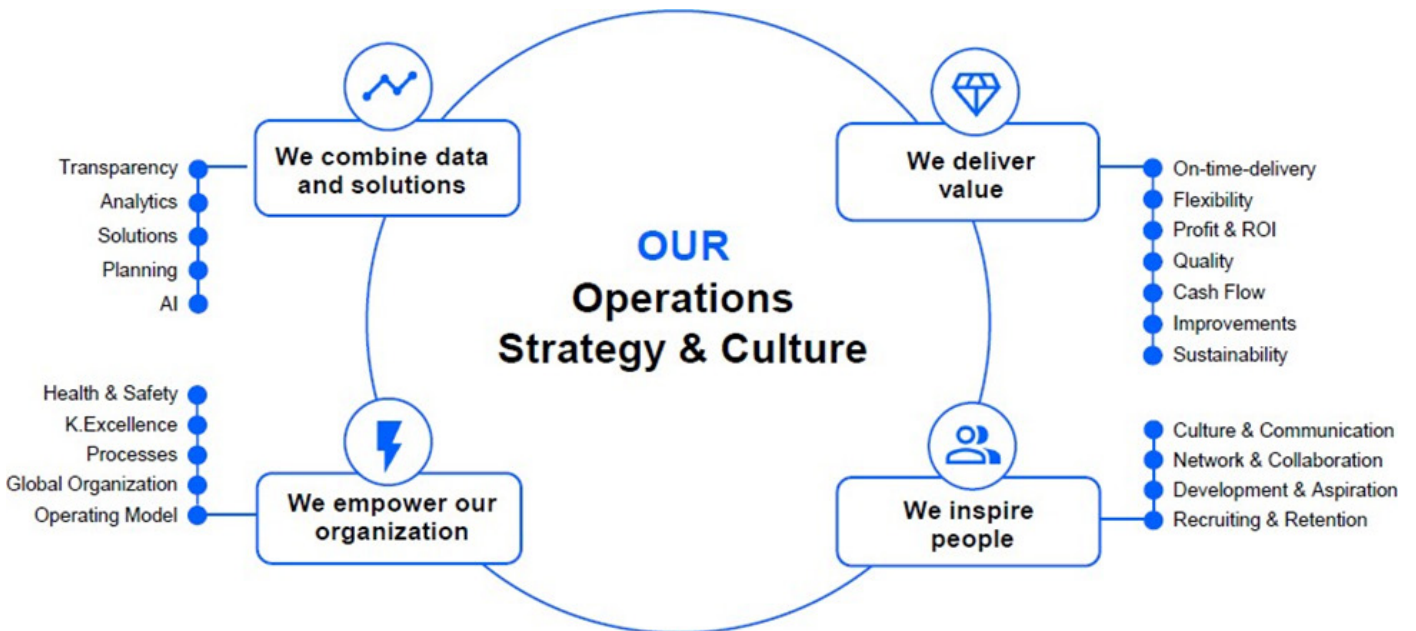 We combine data
and solutions
Transparency
Analytics
Solutions
Planning
AI
We deliver
value
On-time-delivery
Flexibility
Profit & ROI
Quality
Cash Flow
Improvements
Sustainability
OUR
Operations
Strategy & Culture
Health & Safety
K.Excellence
Processes
Global Organization
Operating Model
We empower our
organization
Culture & Communication
Network & Collaboration
Development & Aspiration
Recruiting & Retention
We inspire
people